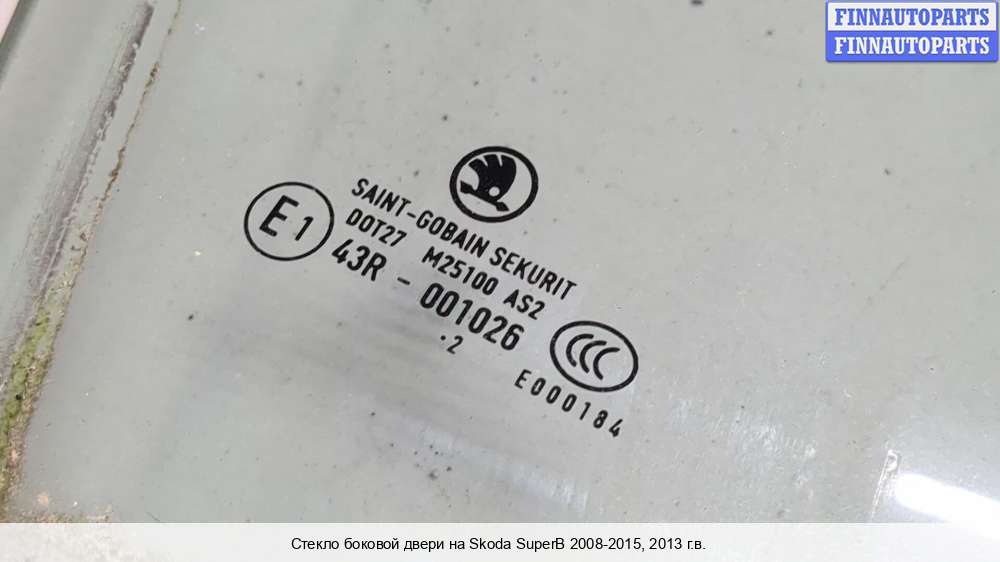 FINNAUTOPARTS
FINNAUTOPARTS
SAINT-GOBAIN SEKURIT
E1
DOT27 M25100 AS2
43R - 001026
.2
CCC
E000184
Стекло боковой двери на Skoda SuperB 2008-2015, 2013 г.в.